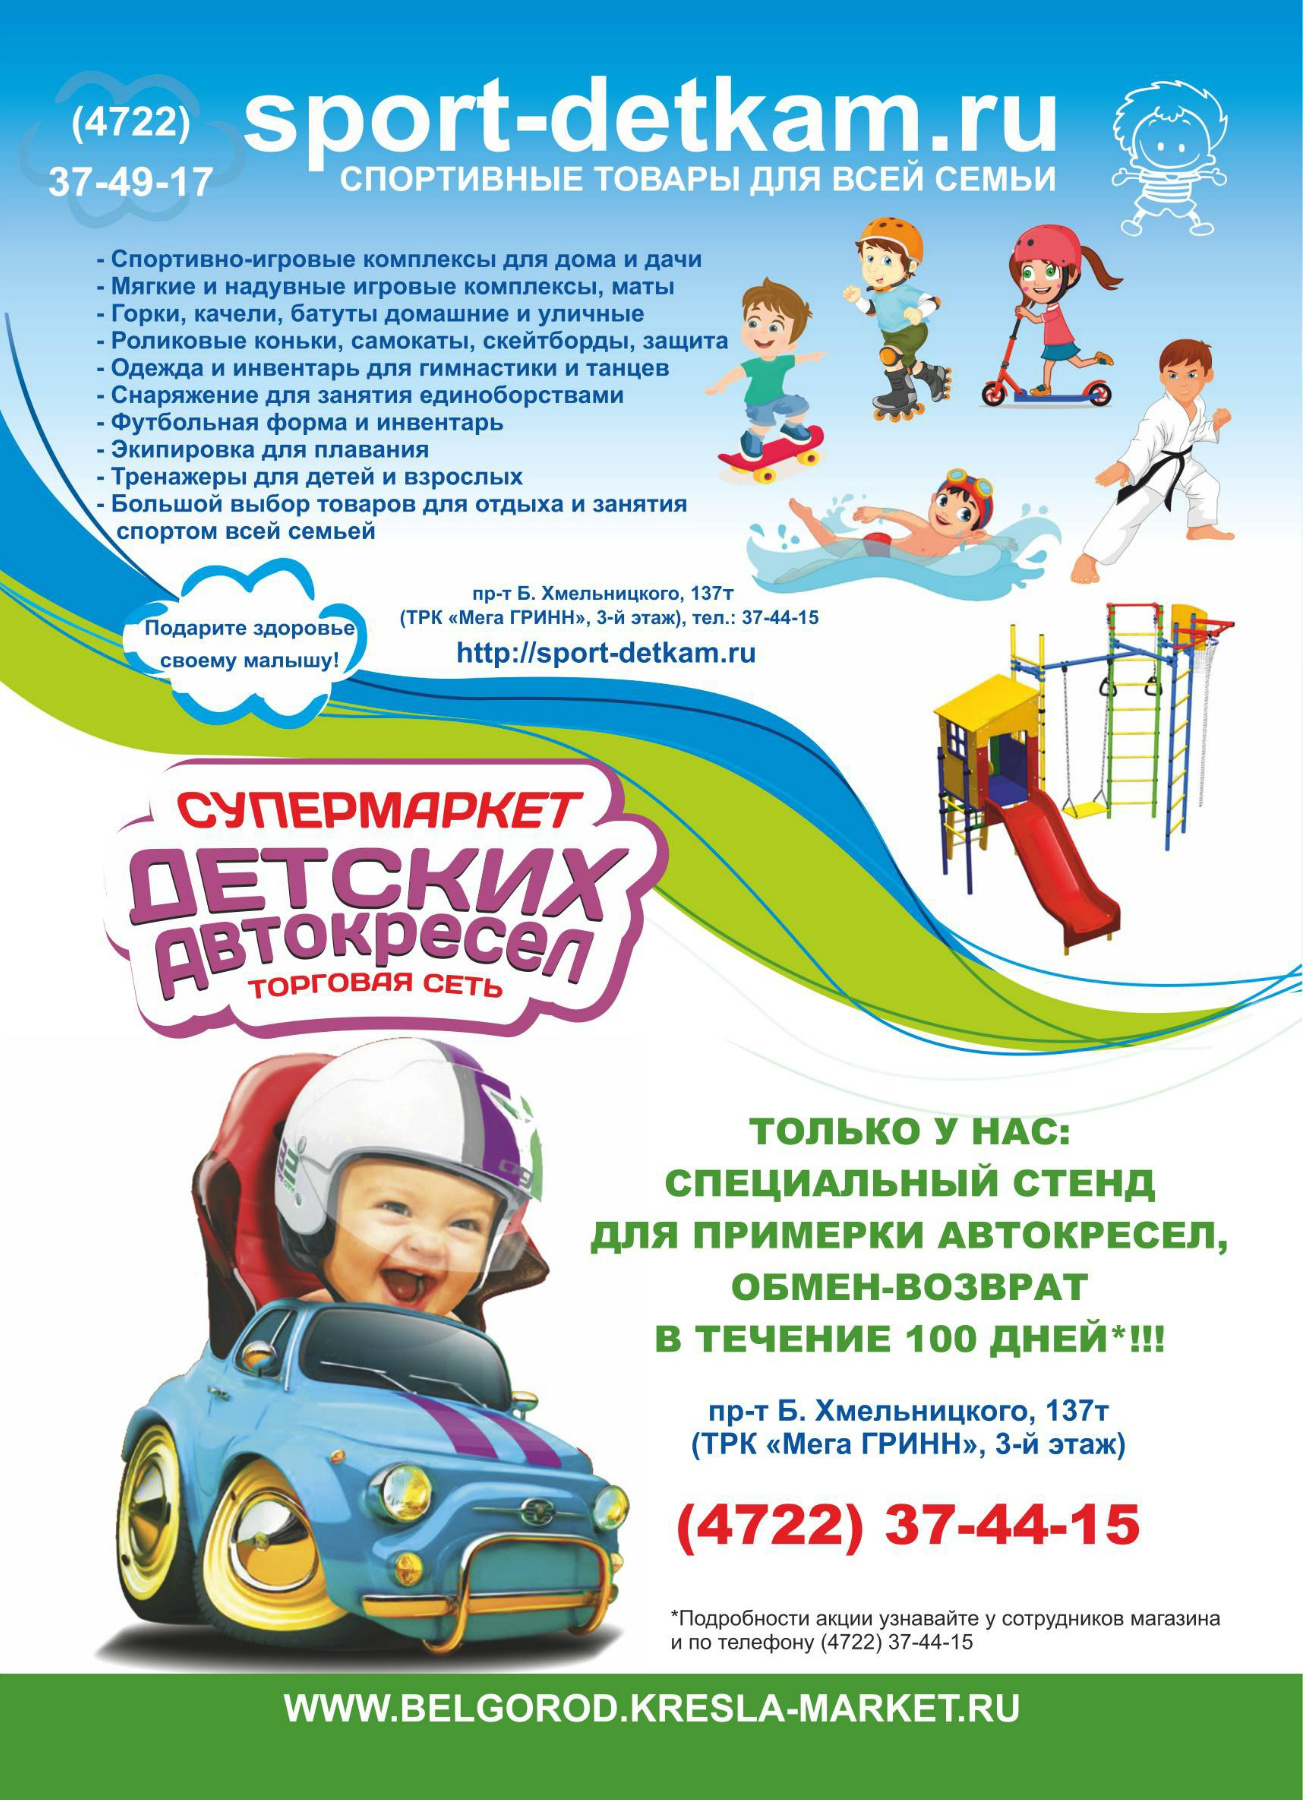 (4722)
37-49-17
sport-detkam.ru
СПОРТИВНЫЕ ТОВАРЫ ДЛЯ ВСЕЙ СЕМЬИ
- Спортивно-игровые комплексы для дома и дачи
- Мягкие и надувные игровые комплексы, маты
- Горки, качели, батуты домашние и уличные
- Роликовые коньки, самокаты, скейтборды, защита
- Одежда и инвентарь для гимнастики и танцев
- Снаряжение для занятия единоборствами
- Футбольная форма и инвентарь
- Экипировка для плавания
- Тренажеры для детей и взрослых
- Большой выбор товаров для отдыха и занятия
спортом всей семьей
Подарите здоровье
своему малышу!
пр-т Б. Хмельницкого, 137т
(ТРК «Мега ГРИНН», 3-й этаж), тел.: 37-44-15
http://sport-detkam.ru
СУПЕРМАРКЕТ
ДЕТСКИХ
АВТОКРЕСЕЛ
ТОРГОВАЯ СЕТЬ
ТОЛЬКО У НАС:
СПЕЦИАЛЬНЫЙ СТЕНД
ДЛЯ ПРИМЕРКИ АВТОКРЕСЕЛ,
ОБМЕН-ВОЗВРАТ
В ТЕЧЕНИЕ 100 ДНЕЙ*!!!
пр-т Б. Хмельницкого, 137т
(ТРК «Мега ГРИНН», 3-й этаж)
(4722) 37-44-15
*Подробности акции узнавайте у сотрудников магазина
и по телефону (4722) 37-44-15
WWW.BELGOROD.KRESLA-MARKET.RU